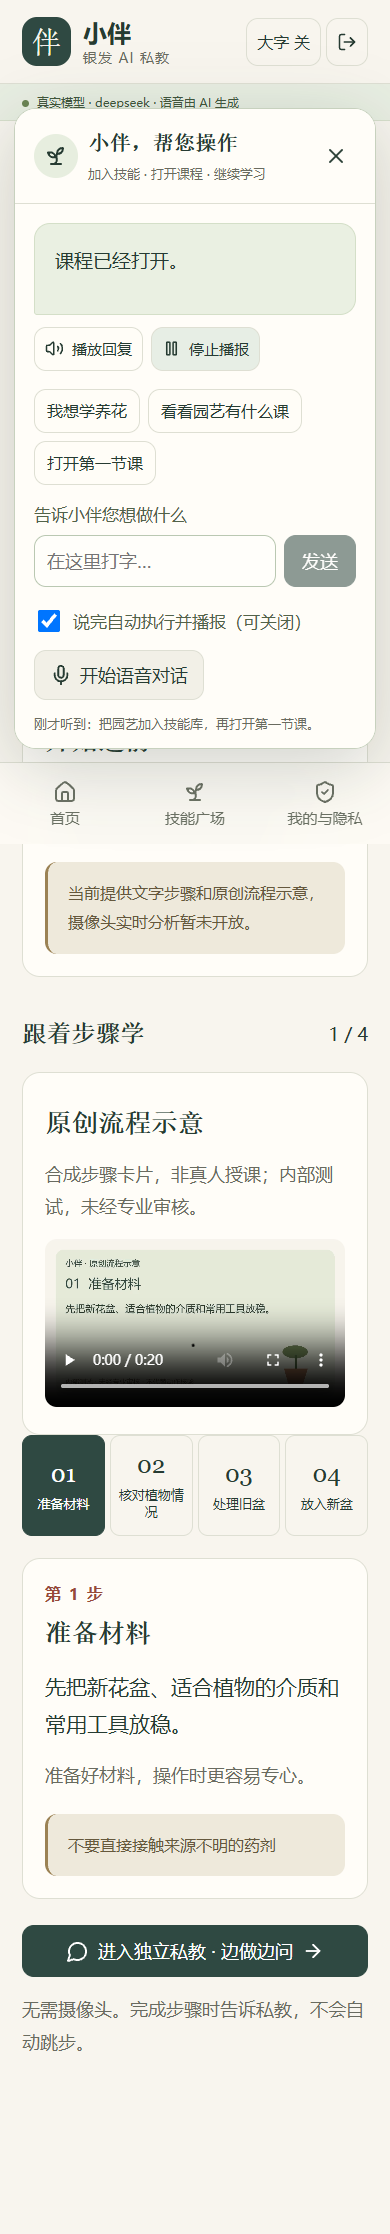 伴
小伴
银发 AI 私教
大字 关
真实模型 · deepseek · 语音由 AI 生成
小伴，帮您操作
加入技能 · 打开课程 · 继续学习
课程已经打开。
播放回复
停止播报
我想学养花
看看园艺有什么课
打开第一节课
告诉小伴您想做什么
在这里打字...
发送
说完自动执行并播报（可关闭）
开始语音对话
刚才听到：把园艺加入技能库，再打开第一节课。
首页
技能广场
我的与隐私
当前提供文字步骤和原创流程示意，
摄像头实时分析暂未开放。
跟着步骤学
1 / 4
原创流程示意
合成步骤卡片，非真人授课；内部测
试，未经专业审核。
小伴 · 原创流程示意
01 准备材料
先把新花盆、适合植物的介质和常用工具放稳。
0:00 / 0:20
01
准备材料
02
核对植物情
况
03
处理旧盆
04
放入新盆
第 1 步
准备材料
先把新花盆、适合植物的介质和
常用工具放稳。
准备好材料，操作时更容易专心。
不要直接接触来源不明的药剂
进入独立私教 · 边做边问
无需摄像头。完成步骤时告诉私教，不会自
动跳步。